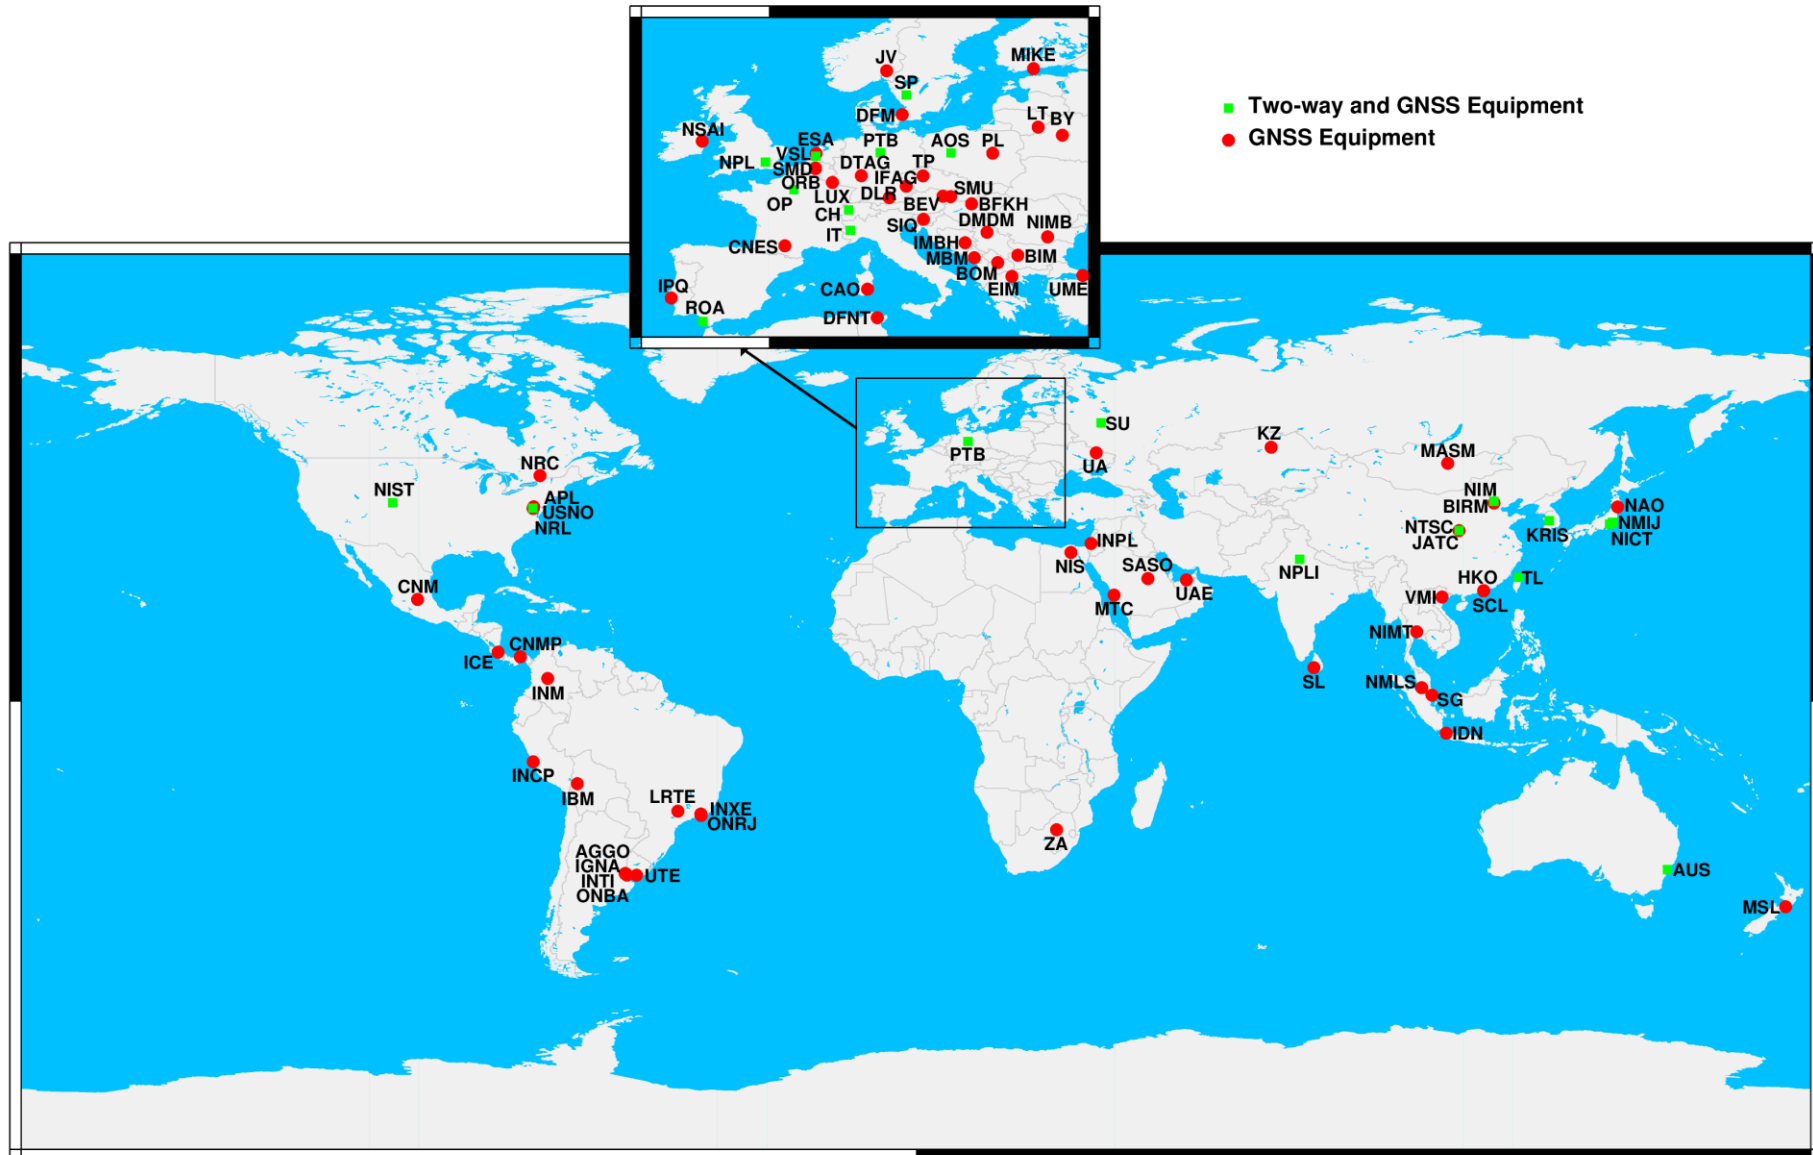 JV
MIKE
SP
DFM
LT
BY
NSAI
ESA
VSL
PTB
AOS
PL
NPL
SMD
DTAG
TP
ORB
IFAG
OP
LUX
DLR
SMU
BEV
BFKH
CH
SIQ
DMDM
NIMB
IT
IMBH
CNES
MBM
BIM
BOM
EIM
UME
IPQ
CAO
ROA
DFNT
Two-way and GNSS Equipment
GNSS Equipment
SU
PTB
UA
KZ
MASM
NRC
NIST
APL
USNO
NRL
NIM
BIRM
NAO
NMIJ
NICT
KRIS
NTSC
JATC
INPL
NIS
SASO
UAE
MTC
NPLI
HKO
SCL
TL
VMI
CNM
NIMT
ICE
CNMP
INM
SL
NMLS
SG
IDN
INCP
IBM
LRTE
INXE
ONRJ
ZA
AGGO
IGNA
INTI
ONBA
UTE
AUS
MSL